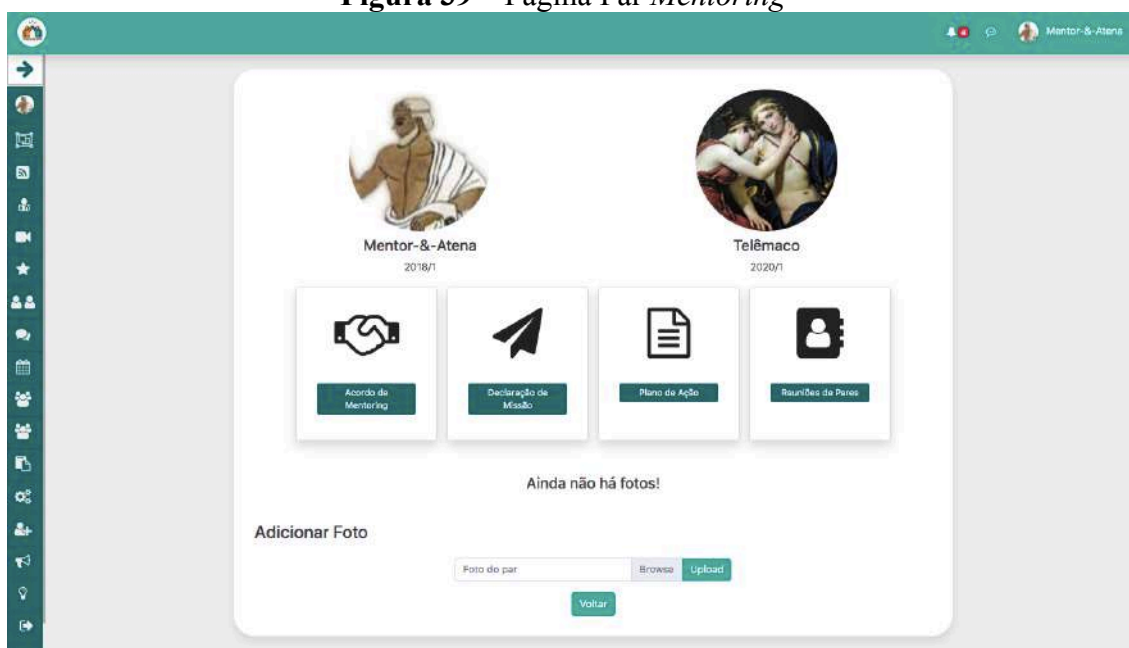 Figura 39 – Página Par Mentoring
Mentor-&-Atena
Mentor-&-Atena
2018/1
Telêmaco
2020/1
Acordo de
Mentoring
Declaração de
Missão
Plano de Ação
Reuniões de Pares
Ainda não há fotos!
Adicionar Foto
Foto do par
Browse
Upload
Voltar